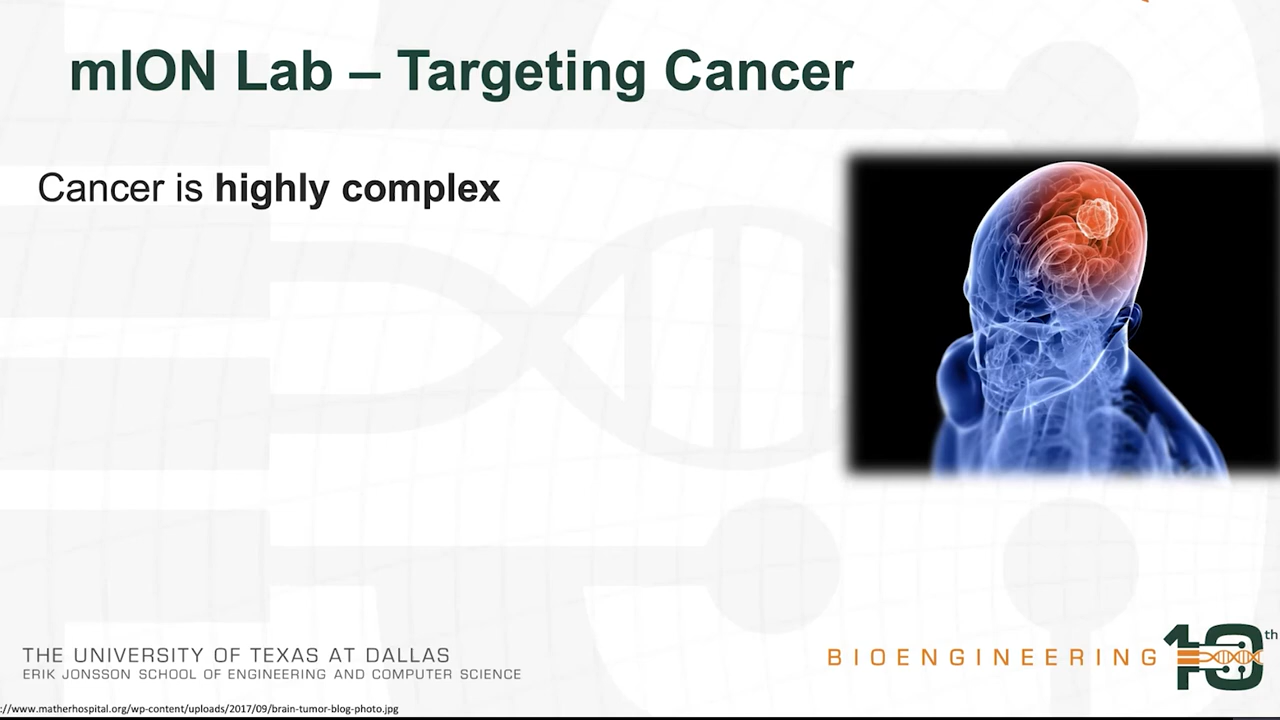 mION Lab – Targeting Cancer
Cancer is highly complex
THE UNIVERSITY OF TEXAS AT DALLAS
ERIK JONSSON SCHOOL OF ENGINEERING AND COMPUTER SCIENCE
BIOENGINEERING 10th
://www.matherhospital.org/wp-content/uploads/2017/09/brain-tumor-blog-photo.jpg